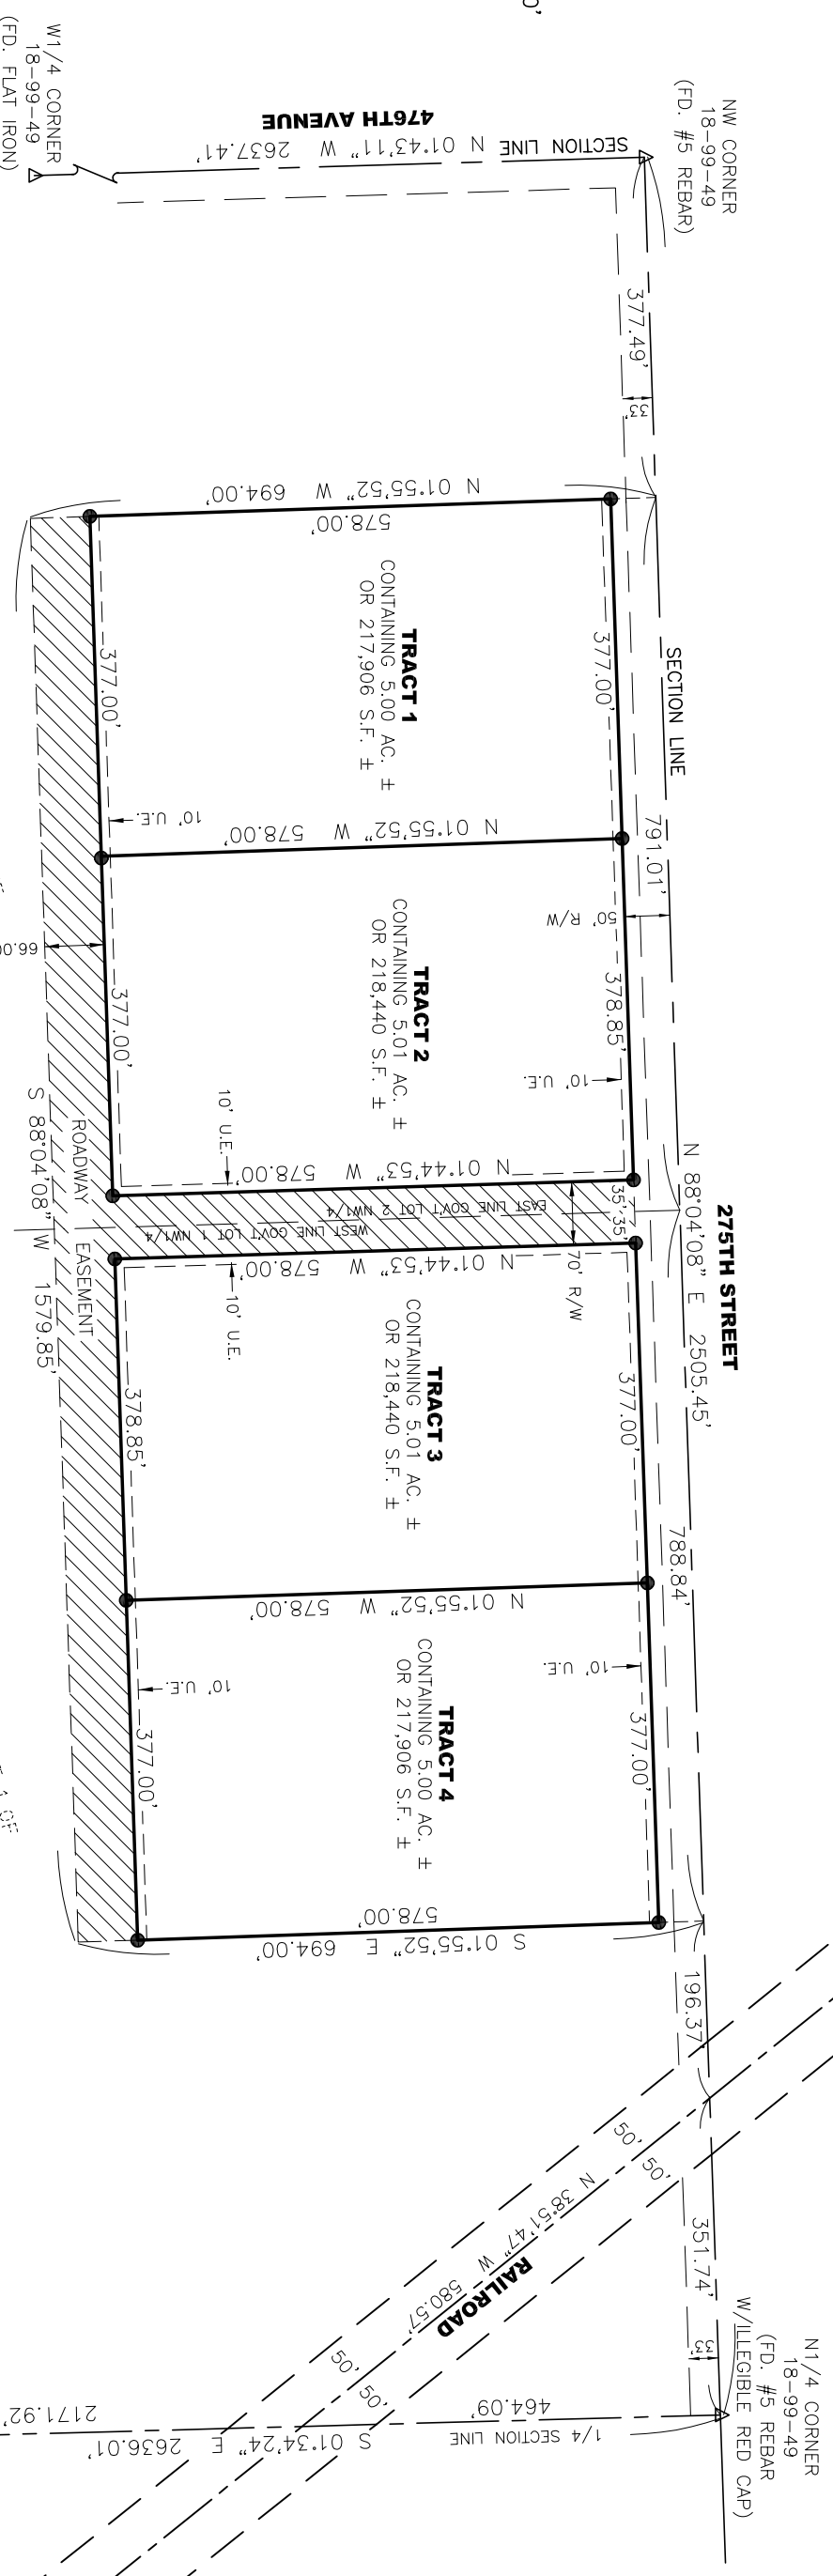 0'
W1/4 CORNER
18-99-49
(FD. FLAT IRON)
476TH AVENUE
SECTION LINE N 01°43'11" W 2637.41'
NW CORNER
18-99-49
(FD. #5 REBAR)
377.49'
33'
N 01°55'52" W 694.00'
578.00'
TRACT 1
CONTAINING 5.00 AC. ±
OR 217,906 S.F. ±
377.00'
377.00'
10' U.E.
SECTION LINE
791.01'
N 01°55'52" W 578.00'
50' R/W
66.00
TRACT 2
CONTAINING 5.01 AC. ±
OR 218,440 S.F. ±
378.85'
377.00'
10' U.E.
10' U.E.
N 01°44'53" W 578.00'
35' 35'
EAST LINE GOV'T LOT 2 NW1/4
WEST LINE GOV'T LOT 1 NW1/4
70' R/W
N 01°44'53" W 578.00'
10' U.E.
ROADWAY EASEMENT
S 88°04'08" W 1579.85'
275TH STREET
N 88°04'08" E 2505.45'
TRACT 3
CONTAINING 5.01 AC. ±
OR 218,440 S.F. ±
377.00'
378.85'
788.84'
N 01°55'52" W 578.00'
10' U.E.
10' U.E.
TRACT 4
CONTAINING 5.00 AC. ±
OR 217,906 S.F. ±
377.00'
377.00'
578.00'
S 01°55'52" E 694.00'
196.37'
50' 50'
N 38°51'47" W 580.57'
RAILROAD
50' 50'
351.74'
33'
N1/4 CORNER
18-99-49
(FD. #5 REBAR
W/ILLEGIBLE RED CAP)
464.09'
1/4 SECTION LINE
S 01°34'24" E 2636.01'
2171.92'